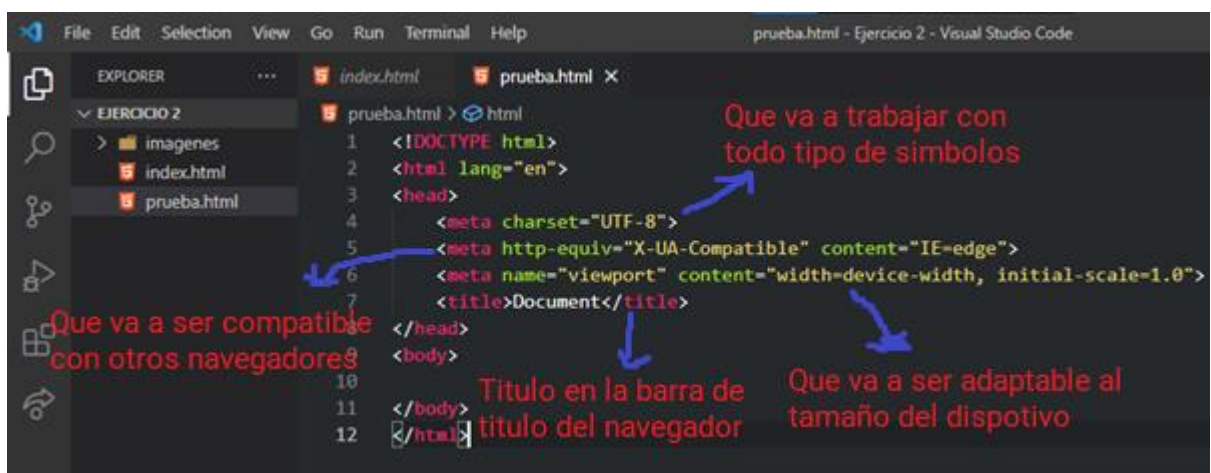 File Edit Selection View Go Run Terminal Help prueba.html - Ejercicio 2 - Visual Studio Code
EXPLORER ...
EJERCICIO 2
imagenes
index.html
prueba.html
index.html prueba.html
prueba.html > html
1 <!DOCTYPE html>
2 <html lang="en">
3 <head>
4 <meta charset="UTF-8">
5 <meta http-equiv="X-UA-Compatible" content="IE=edge">
6 <meta name="viewport" content="width=device-width, initial-scale=1.0">
7 <title>Document</title>
8 </head>
9 <body>
10
11 </body>
12 </html>
Que va a trabajar con
todo tipo de simbolos
Que va a ser compatible
con otros navegadores
Titulo en la barra de
titulo del navegador
Que va a ser adaptable al
tamaño del dispotivo